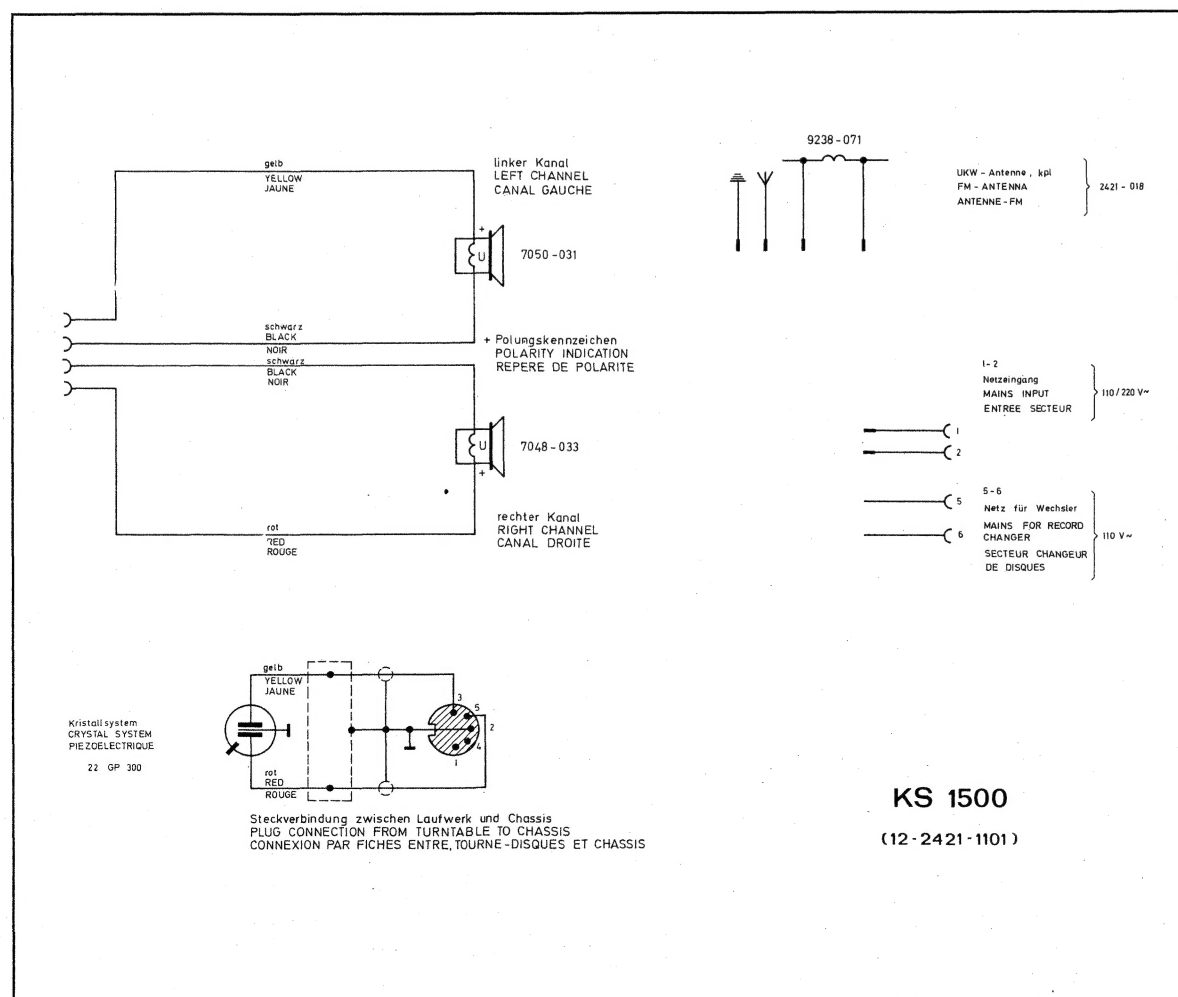 gelb
YELLOW
JAUNE
linker Kanal
LEFT CHANNEL
CANAL GAUCHE
+
U
7050-031
schwarz
BLACK
NOIR
+ Polungskennzeichen
POLARITY INDICATION
REPERE DE POLARITE
schwarz
BLACK
NOIR
U
7048-033
+
rot
RED
ROUGE
rechter Kanal
RIGHT CHANNEL
CANAL DROITE
9238-071
UKW - Antenne, kpl
FM - ANTENNA
ANTENNE - FM
2421 - 018
1-2
Netzeingang
MAINS INPUT
ENTREE SECTEUR
110/220 V~
1
2
5-6
Netz für Wechsler
MAINS FOR RECORD
CHANGER
SECTEUR CHANGEUR
DE DISQUES
110 V~
5
6
gelb
YELLOW
JAUNE
Kristallsystem
CRYSTAL SYSTEM
PIEZOELECTRIQUE
22 GP 300
rot
RED
ROUGE
3
5
2
4
1
Steckverbindung zwischen Laufwerk und Chassis
PLUG CONNECTION FROM TURNTABLE TO CHASSIS
CONNEXION PAR FICHES ENTRE, TOURNE-DISQUES ET CHASSIS
KS 1500
(12-2421-1101)